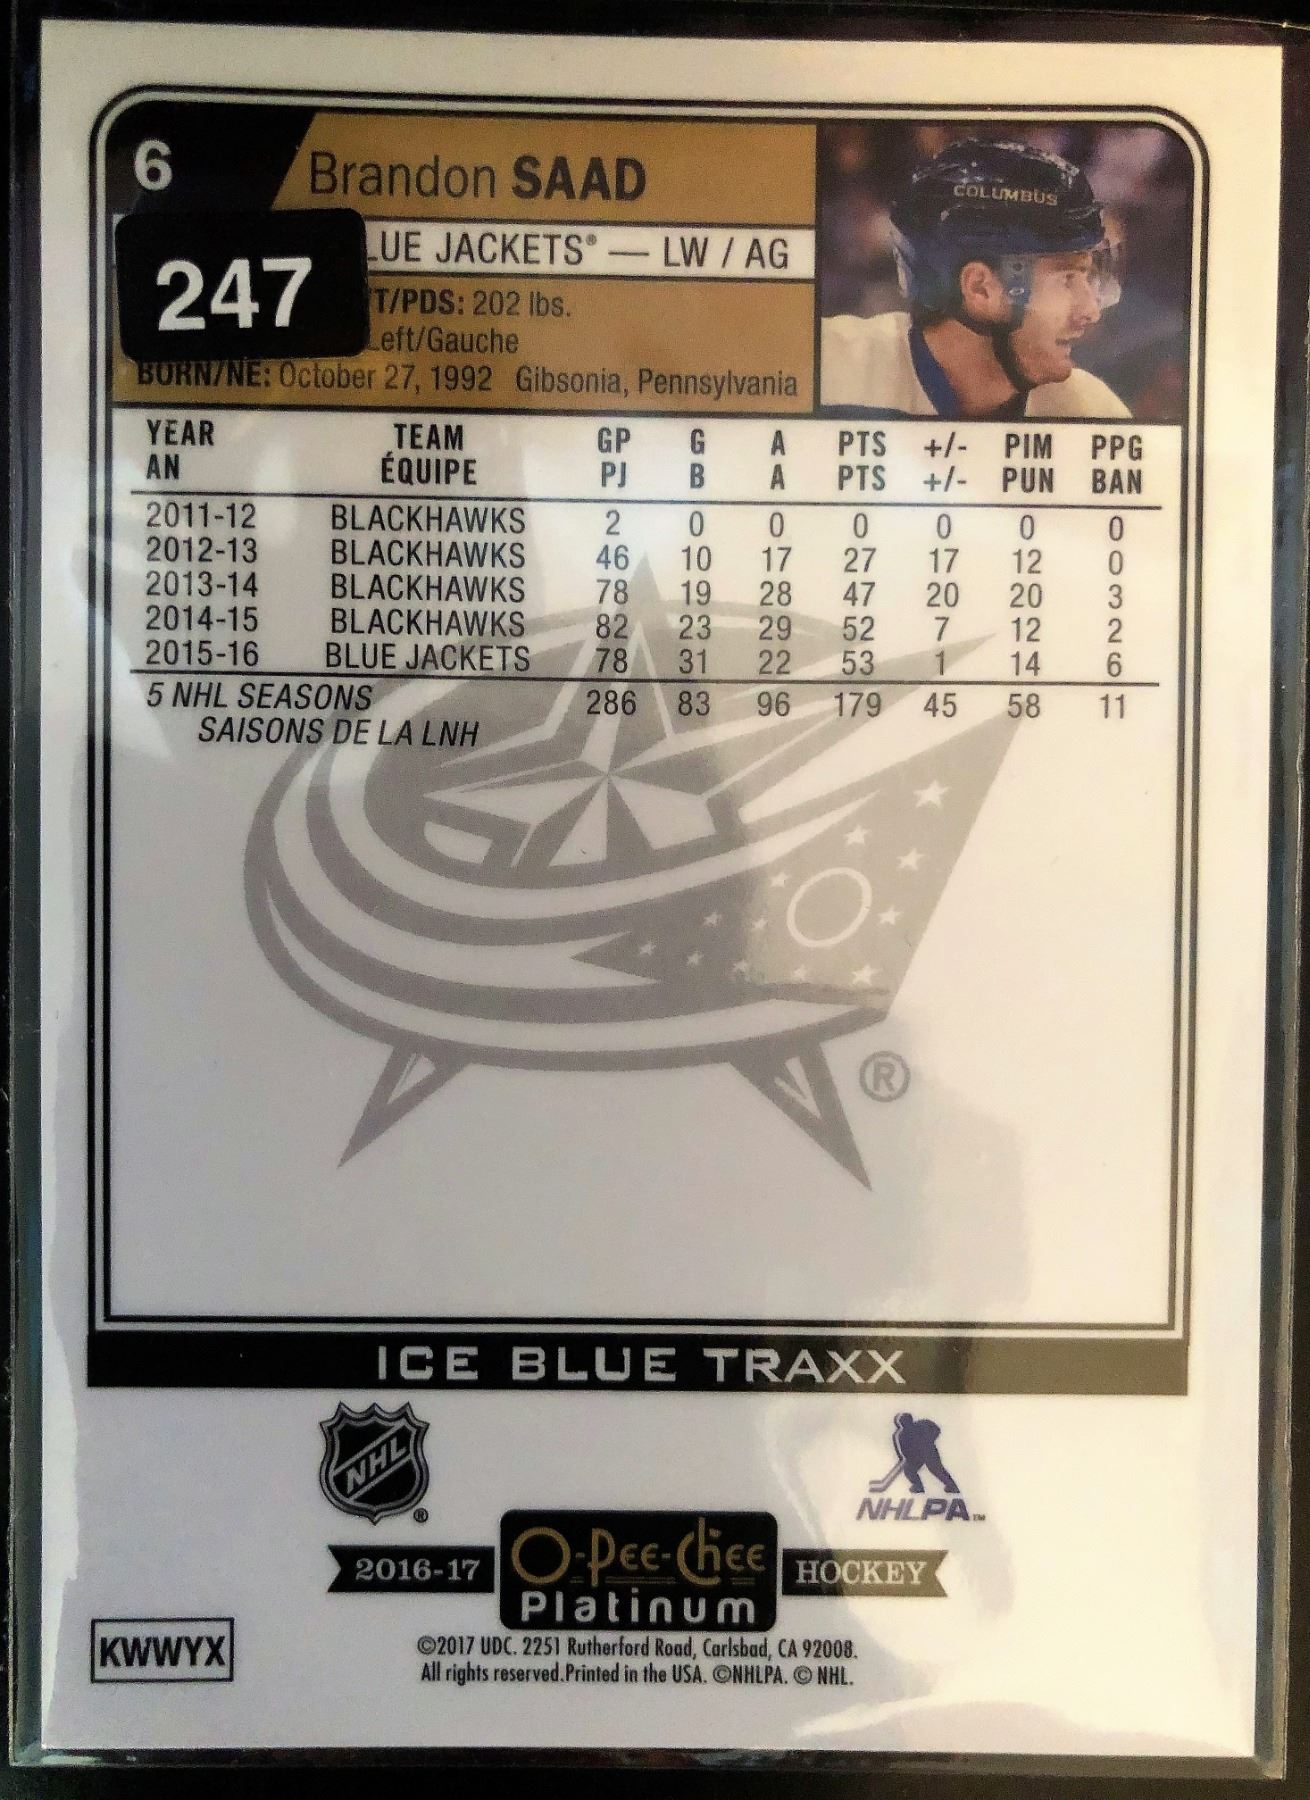 6 Brandon SAAD
COLUMBUS
LUE JACKETS® — LW / AG
247
T/PDS: 202 lbs.
Left/Gauche
BORN/NE: October 27, 1992 Gibsonia, Pennsylvania
YEAR TEAM GP G A PTS +/- PIM PPG
AN ÉQUIPE PJ B A PTS +/- PUN BAN
2011-12 BLACKHAWKS 2 0 0 0 0 0 0
2012-13 BLACKHAWKS 46 10 17 27 17 12 0
2013-14 BLACKHAWKS 78 19 28 47 20 20 3
2014-15 BLACKHAWKS 82 23 29 52 7 12 2
2015-16 BLUE JACKETS 78 31 22 53 1 14 6
5 NHL SEASONS 286 83 96 179 45 58 11
SAISONS DE LA LNH
®
ICE BLUE TRAXX
NHL®
NHLPA™
2016-17 O-Pee-Chee HOCKEY
Platinum
KWWYX
©2017 UDC. 2251 Rutherford Road, Carlsbad, CA 92008.
All rights reserved.Printed in the USA. ©NHLPA. © NHL.